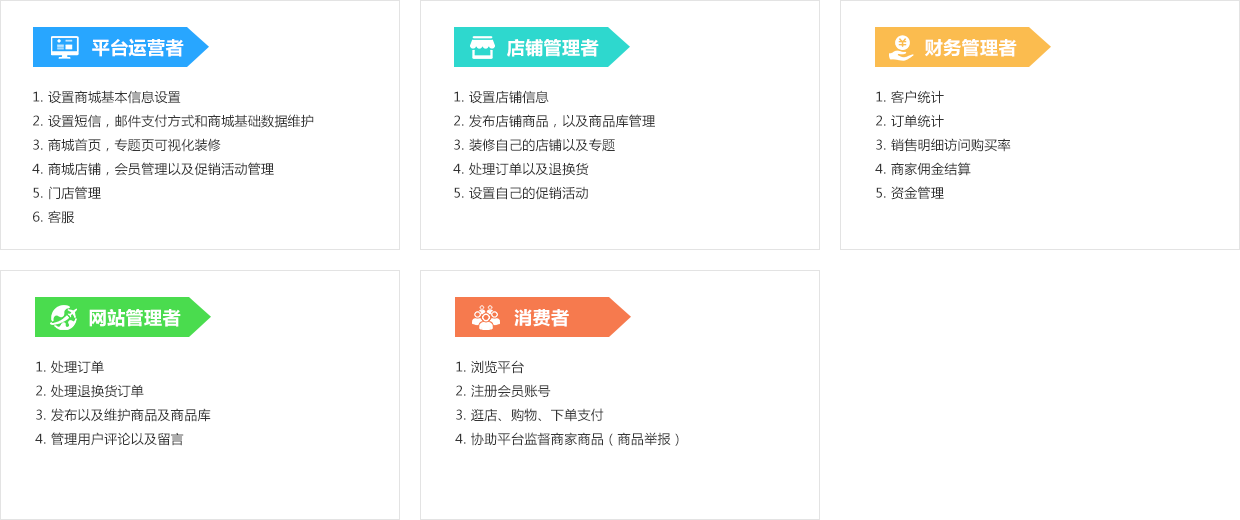 平台运营者
1. 设置商城基本信息设置
2. 设置短信，邮件支付方式和商城基础数据维护
3. 商城首页，专题页可视化装修
4. 商城店铺，会员管理以及促销活动管理
5. 门店管理
6. 客服
店铺管理者
1. 设置店铺信息
2. 发布店铺商品，以及商品库管理
3. 装修自己的店铺以及专题
4. 处理订单以及退换货
5. 设置自己的促销活动
财务管理者
1. 客户统计
2. 订单统计
3. 销售明细访问购买率
4. 商家佣金结算
5. 资金管理
网站管理者
1. 处理订单
2. 处理退换货订单
3. 发布以及维护商品及商品库
4. 管理用户评论以及留言
消费者
1. 浏览平台
2. 注册会员账号
3. 逛店、购物、下单支付
4. 协助平台监督商家商品（商品举报）